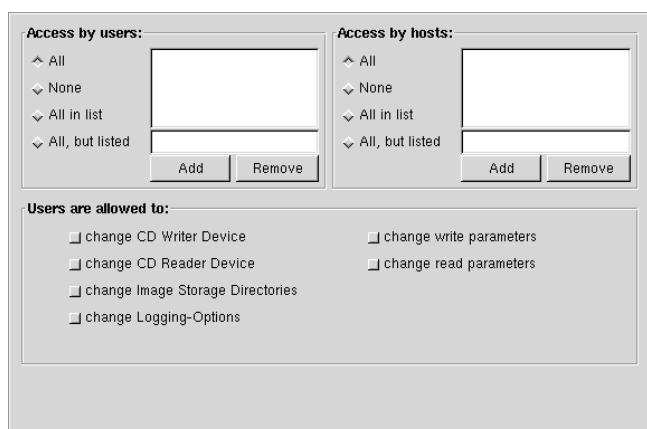 Access by users:
All
None
All in list
All, but listed
Add
Remove
Access by hosts:
All
None
All in list
All, but listed
Add
Remove
Users are allowed to:
change CD Writer Device
change CD Reader Device
change Image Storage Directories
change Logging-Options
change write parameters
change read parameters